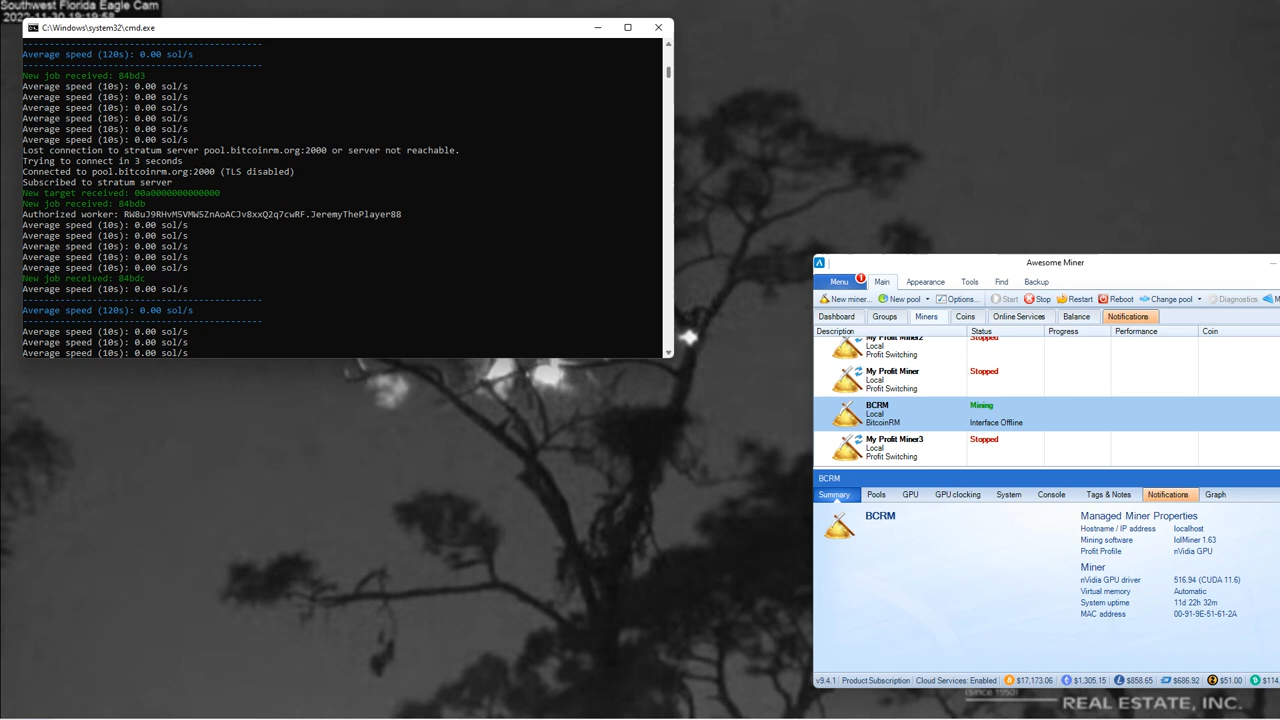 Southwest Florida Eagle Cam
2022-11-30 19:19:58
C:\Windows\system32\cmd.exe
--------------------------------------------
Average speed (120s): 0.00 sol/s
--------------------------------------------
New job received: 84bd3
Average speed (10s): 0.00 sol/s
Average speed (10s): 0.00 sol/s
Average speed (10s): 0.00 sol/s
Average speed (10s): 0.00 sol/s
Average speed (10s): 0.00 sol/s
Average speed (10s): 0.00 sol/s
Lost connection to stratum server pool.bitcoinrm.org:2000 or server not reachable.
Trying to connect in 3 seconds
Connected to pool.bitcoinrm.org:2000 (TLS disabled)
Subscribed to stratum server
New target received: 00a0000000000000
New job received: 84bdb
Authorized worker: RW8uJ9RHvM5VMW5ZnAoACJv8xxQ2q7cwRF.JeremyThePlayer88
Average speed (10s): 0.00 sol/s
Average speed (10s): 0.00 sol/s
Average speed (10s): 0.00 sol/s
Average speed (10s): 0.00 sol/s
Average speed (10s): 0.00 sol/s
New job received: 84bdc
Average speed (10s): 0.00 sol/s
--------------------------------------------
Average speed (120s): 0.00 sol/s
--------------------------------------------
Average speed (10s): 0.00 sol/s
Average speed (10s): 0.00 sol/s
Average speed (10s): 0.00 sol/s
Awesome Miner
Menu 1 Main Appearance Tools Find Backup
New miner... New pool Options... Start Stop Restart Reboot Change pool Diagnostics M
Dashboard Groups Miners Coins Online Services Balance Notifications
Description Status Progress Performance Coin
My Profit Miner2 Stopped
Local
Profit Switching
My Profit Miner Stopped
Local
Profit Switching
BCRM Mining
Local
BitcoinRM Interface Offline
My Profit Miner3 Stopped
Local
Profit Switching
BCRM
Summary Pools GPU GPU clocking System Console Tags & Notes Notifications Graph
BCRM
Managed Miner Properties
Hostname / IP address localhost
Mining software lolMiner 1.63
Profit Profile nVidia GPU
Miner
nVidia GPU driver 516.94 (CUDA 11.6)
Virtual memory Automatic
System uptime 11d 22h 32m
MAC address 00-91-9E-51-61-2A
v9.4.1 Product Subscription Cloud Services: Enabled $17,173.06 $1,305.15 $858.65 $686.92 $51.00 $114.
(since 1950)
REAL ESTATE, INC.